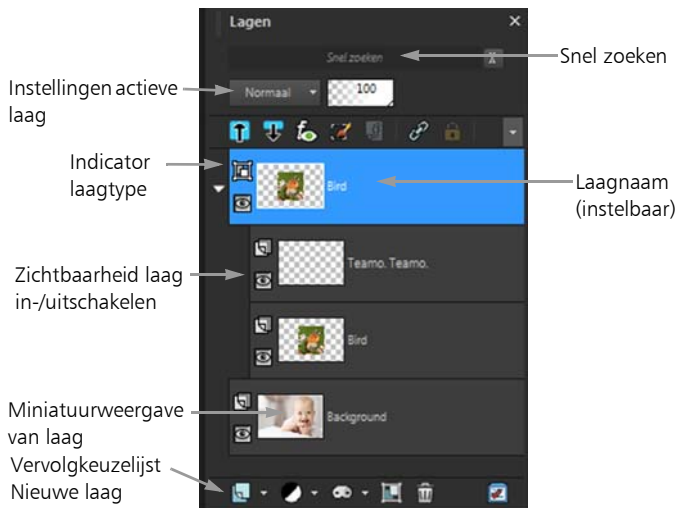 Lagen
Snel zoeken
Snel zoeken
Instellingen actieve
laag
Normaal
100
Indicator
laagtype
Bird
Laagnaam
(instelbaar)
Teamo. Teamo.
Zichtbaarheid laag
in-/uitschakelen
Bird
Miniatuurweergave
van laag
Background
Vervolgkeuzelijst
Nieuwe laag